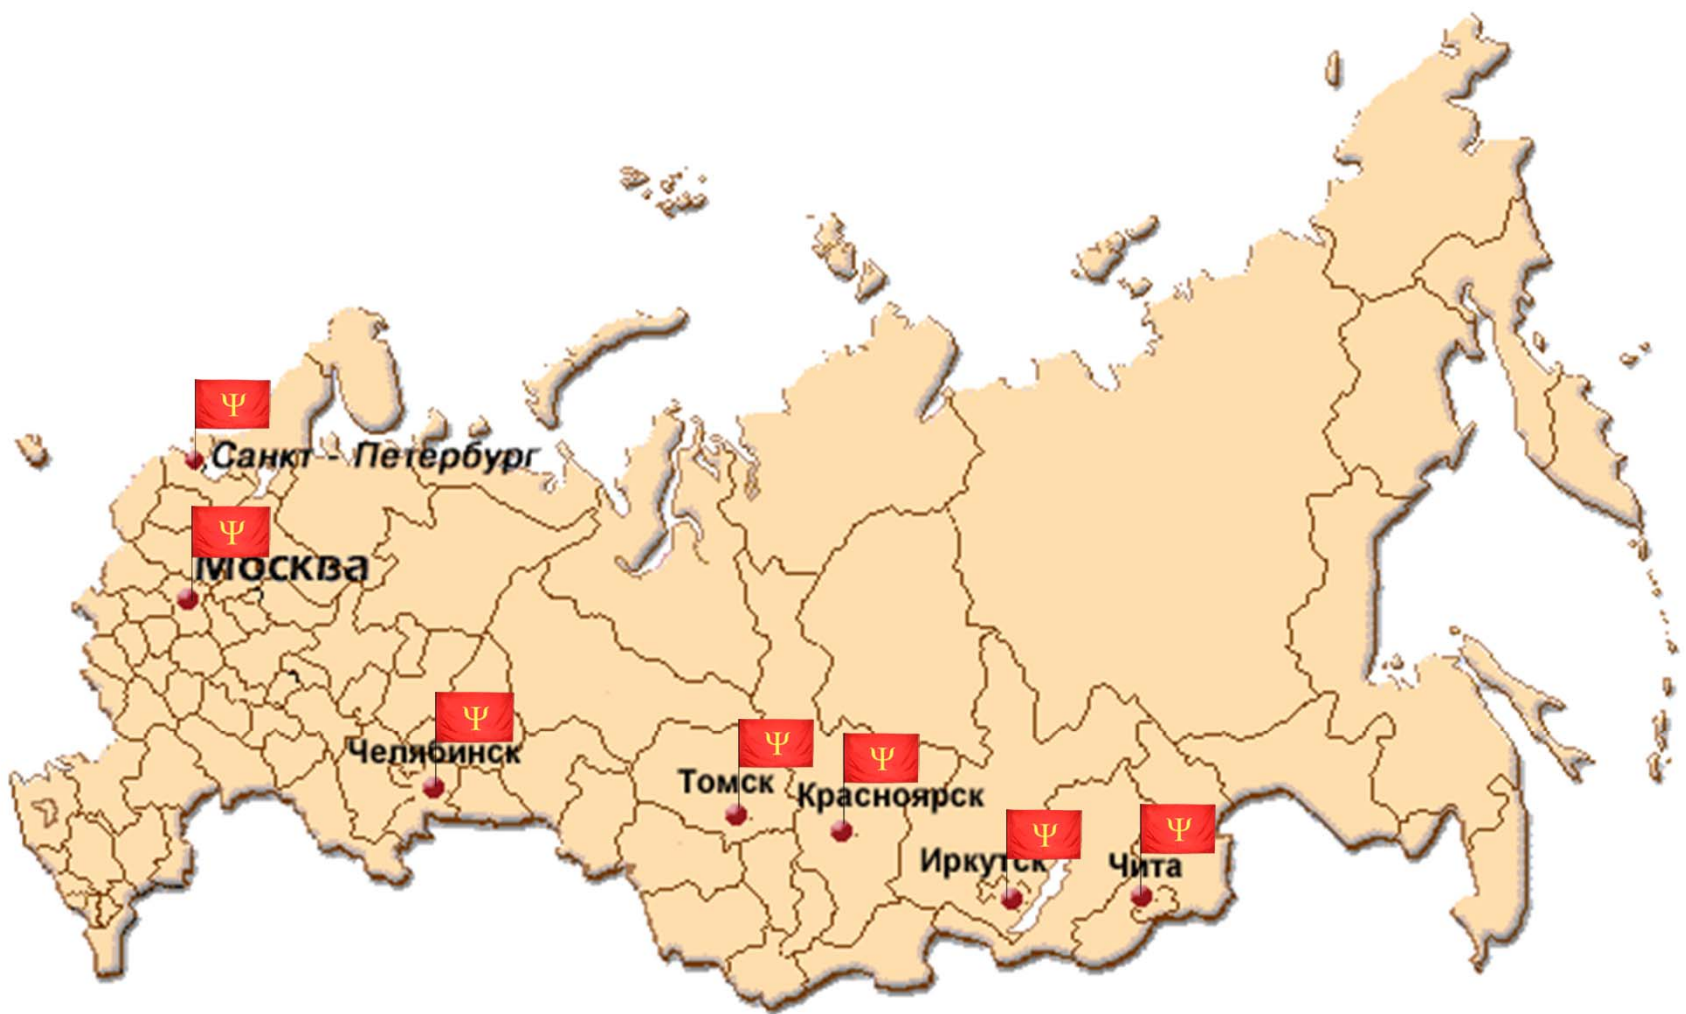 Ψ
Санкт - Петербург
Ψ
Москва
Ψ
Челябинск
Ψ
Томск
Ψ
Красноярск
Ψ
Иркутск
Ψ
Чита